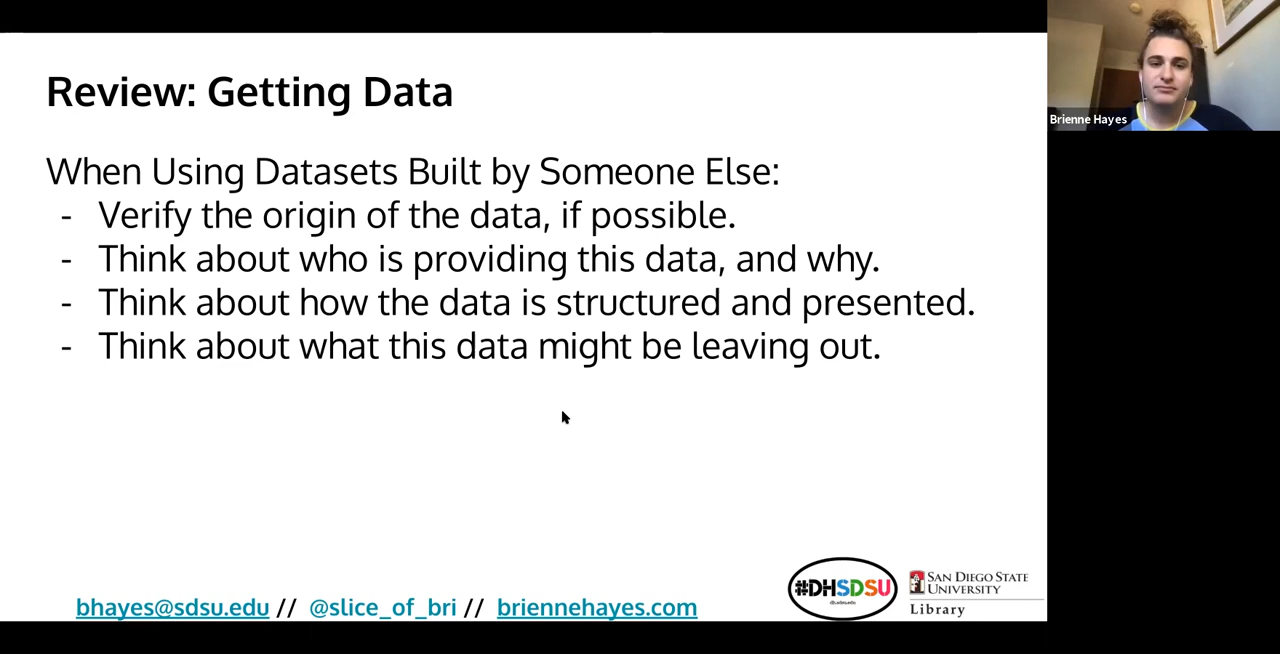 Review: Getting Data
Brienne Hayes
When Using Datasets Built by Someone Else:
- Verify the origin of the data, if possible.
- Think about who is providing this data, and why.
- Think about how the data is structured and presented.
- Think about what this data might be leaving out.
bhayes@sdsu.edu // @slice_of_bri // briennehayes.com
#DHSDSU
SAN DIEGO STATE
UNIVERSITY
Library